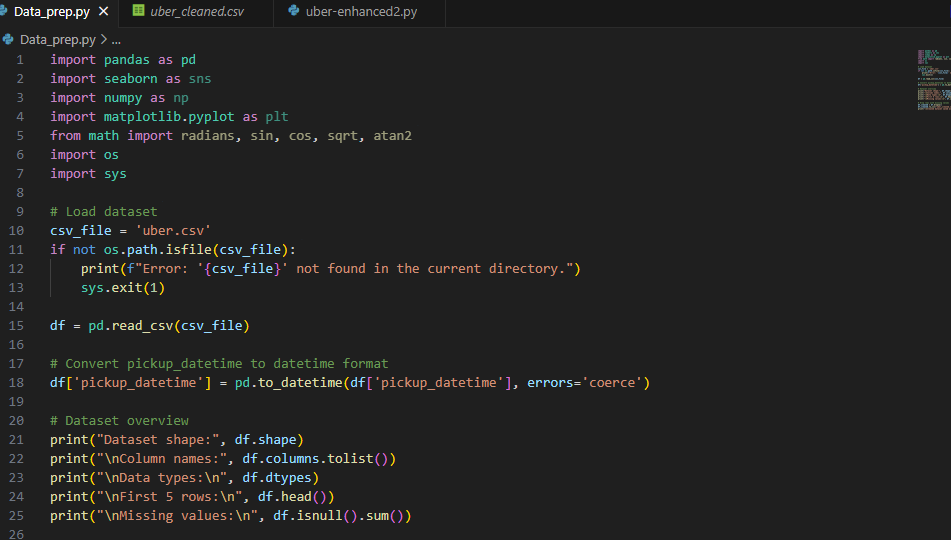 Data_prep.py × uber_cleaned.csv uber-enhanced2.py
Data_prep.py > ...
1 import pandas as pd
2 import seaborn as sns
3 import numpy as np
4 import matplotlib.pyplot as plt
5 from math import radians, sin, cos, sqrt, atan2
6 import os
7 import sys
8
9 # Load dataset
10 csv_file = 'uber.csv'
11 if not os.path.isfile(csv_file):
12     print(f"Error: '{csv_file}' not found in the current directory.")
13     sys.exit(1)
14
15 df = pd.read_csv(csv_file)
16
17 # Convert pickup_datetime to datetime format
18 df['pickup_datetime'] = pd.to_datetime(df['pickup_datetime'], errors='coerce')
19
20 # Dataset overview
21 print("Dataset shape:", df.shape)
22 print("\nColumn names:", df.columns.tolist())
23 print("\nData types:\n", df.dtypes)
24 print("\nFirst 5 rows:\n", df.head())
25 print("\nMissing values:\n", df.isnull().sum())
26